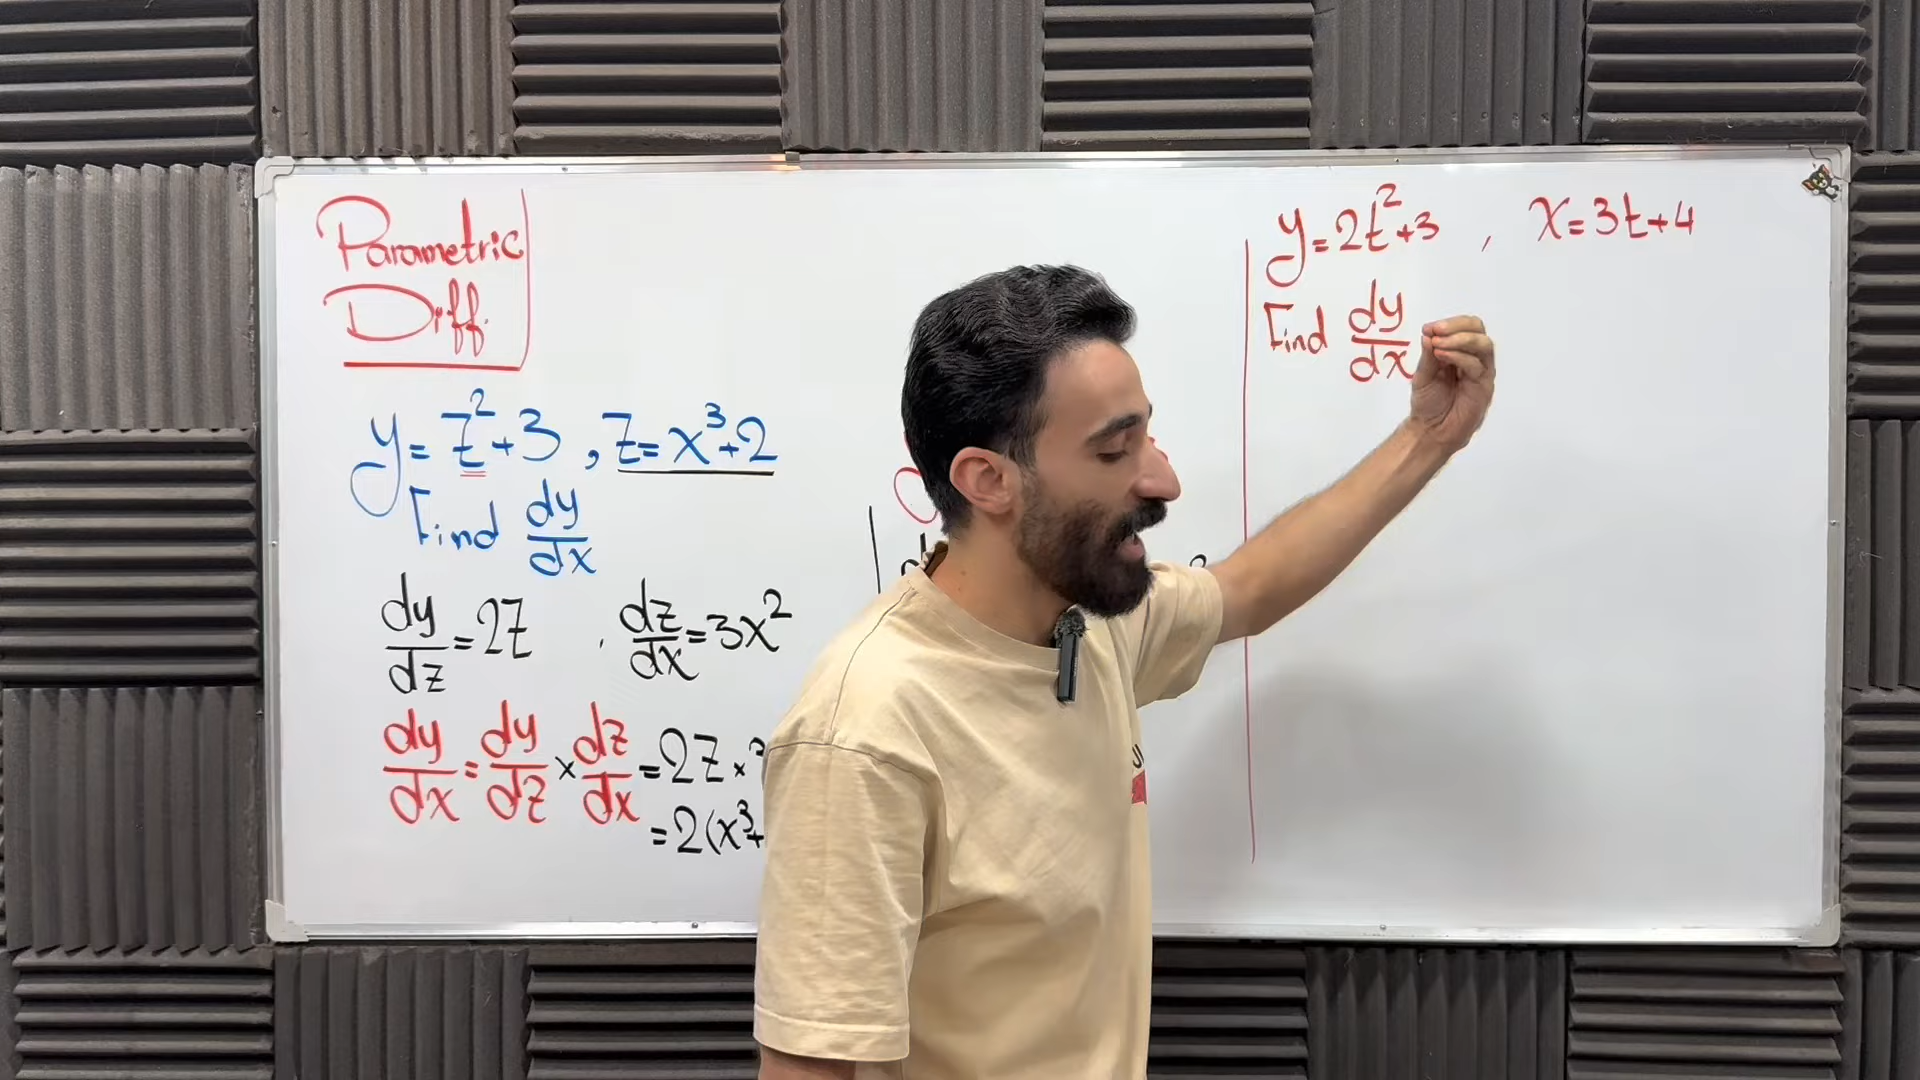 Parametric
Diff.
y = z²+3 , z = x³+2
Find dy/dx
dy/dz = 2z , dz/dx = 3x²
dy/dx = dy/dz × dz/dx = 2z ×
= 2(x³+
y = 2t²+3 , x = 3t+4
Find dy/dx